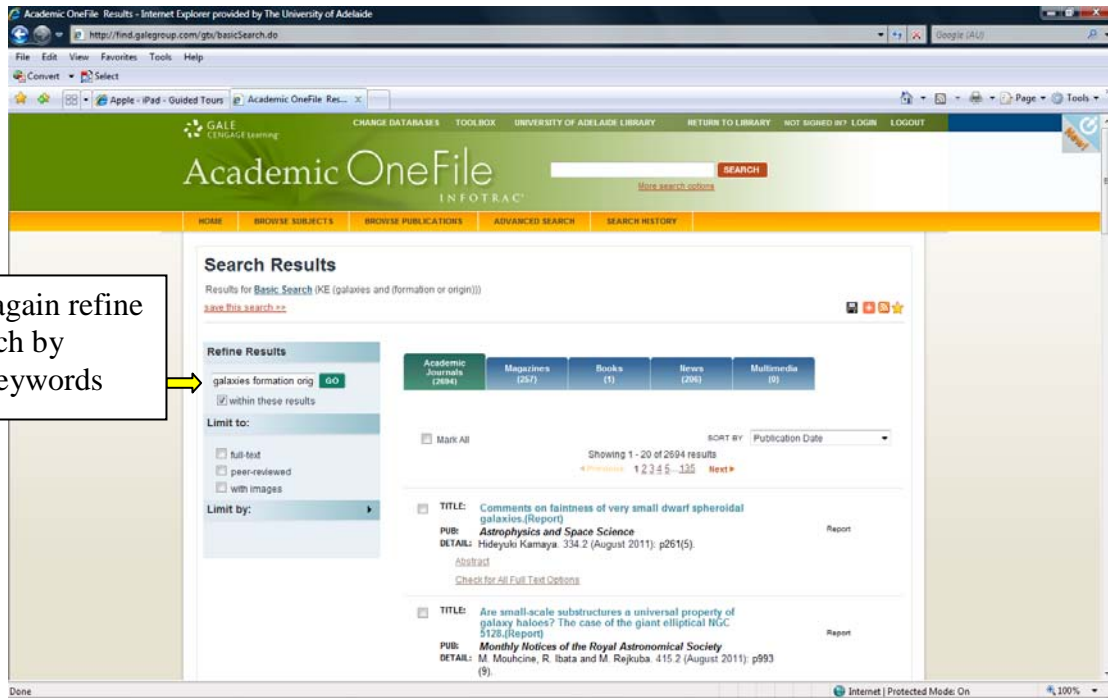 Academic OneFile Results - Internet Explorer provided by The University of Adelaide
http://find.galegroup.com/gtx/basicSearch.do
Google (AU)
File Edit View Favorites Tools Help
Convert Select
Apple - iPad - Guided Tours Academic OneFile Res... Page Tools
GALE
CENGAGE Learning
CHANGE DATABASES TOOLBOX UNIVERSITY OF ADELAIDE LIBRARY RETURN TO LIBRARY NOT SIGNED IN? LOGIN LOGOUT
New!
Academic OneFile
INFOTRAC
SEARCH
More search options
HOME BROWSE SUBJECTS BROWSE PUBLICATIONS ADVANCED SEARCH SEARCH HISTORY
Search Results
Results for Basic Search (KE (galaxies and (formation or origin)))
save this search >>
again refine
ch by
eywords
Refine Results
galaxies formation orig GO
within these results
Limit to:
full-text
peer-reviewed
with images
Limit by:
Academic Journals (2694)
Magazines (257)
Books (1)
News (206)
Multimedia (0)
Mark All
SORT BY Publication Date
Showing 1 - 20 of 2694 results
Previous 1 2 3 4 5 ... 135 Next
TITLE: Comments on faintness of very small dwarf spheroidal
galaxies.(Report)
PUB: Astrophysics and Space Science
Report
DETAIL: Hideyuki Kamaya. 334.2 (August 2011): p261(5).
Abstract
Check for All Full Text Options
TITLE: Are small-scale substructures a universal property of
galaxy haloes? The case of the giant elliptical NGC
5128.(Report)
Report
PUB: Monthly Notices of the Royal Astronomical Society
DETAIL: M. Mouhcine, R. Ibata and M. Rejkuba. 415.2 (August 2011): p993
(9).
Done
Internet | Protected Mode: On
100%